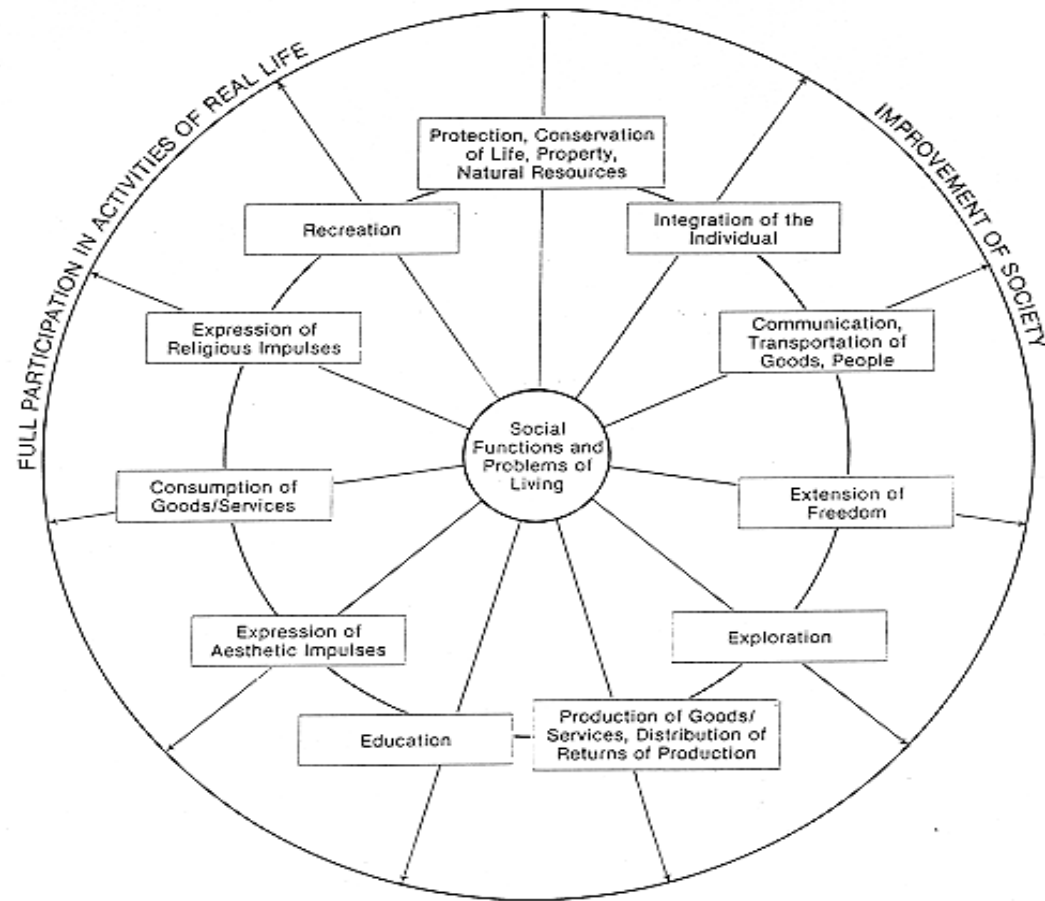 FULL PARTICIPATION IN ACTIVITIES OF REAL LIFE
IMPROVEMENT OF SOCIETY
Protection, Conservation
of Life, Property,
Natural Resources
Recreation
Integration of the
Individual
Expression of
Religious Impulses
Communication,
Transportation of
Goods, People
Social
Functions and
Problems of
Living
Consumption of
Goods/Services
Extension of
Freedom
Expression of
Aesthetic Impulses
Exploration
Education
Production of Goods/
Services, Distribution of
Returns of Production